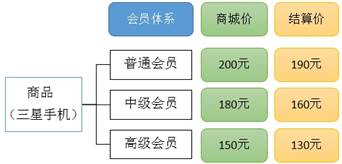 会员体系 商城价 结算价
普通会员 200元 190元
商品
（三星手机）
中级会员 180元 160元
高级会员 150元 130元